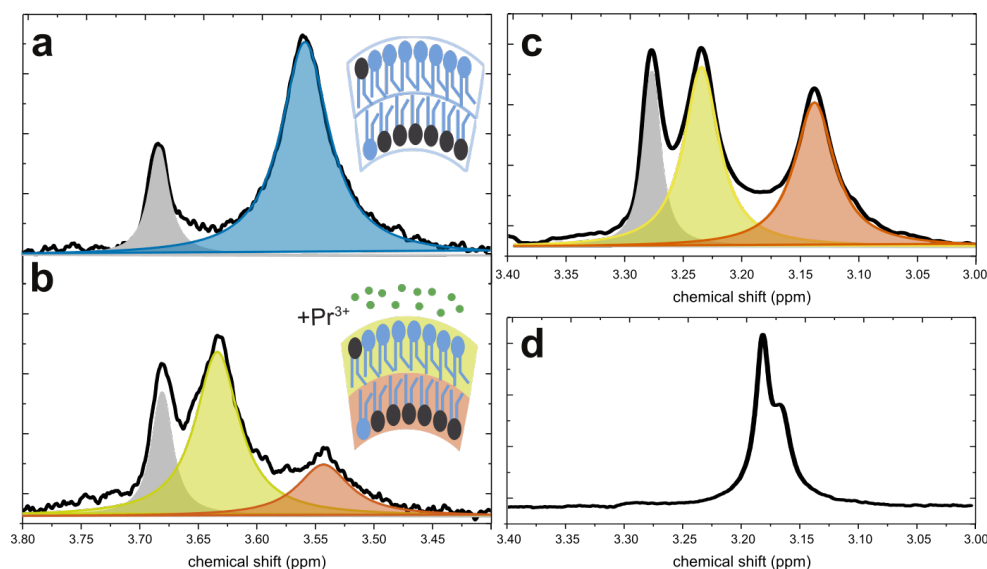 a
b
+Pr³⁺
3.80 3.75 3.70 3.65 3.60 3.55 3.50 3.45
chemical shift (ppm)
c
3.40 3.35 3.30 3.25 3.20 3.15 3.10 3.05 3.00
chemical shift (ppm)
d
3.40 3.35 3.30 3.25 3.20 3.15 3.10 3.05 3.00
chemical shift (ppm)